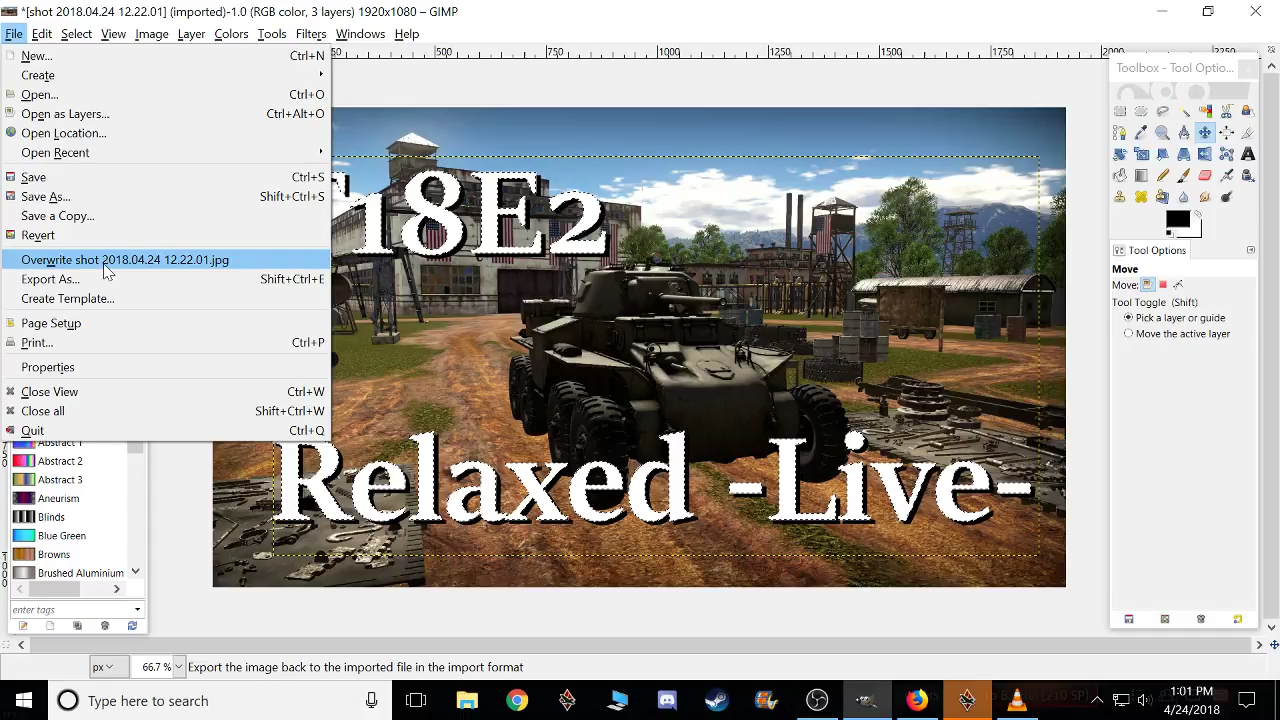 *[shot 2018.04.24 12.22.01] (imported)-1.0 (RGB color, 3 layers) 1920x1080 – GIMP
File Edit Select View Image Layer Colors Tools Filters Windows Help
New... Ctrl+N
Create
Open... Ctrl+O
Open as Layers... Ctrl+Alt+O
Open Location...
Open Recent
Save Ctrl+S
Save As... Shift+Ctrl+S
Save a Copy...
Revert
Overwrite shot 2018.04.24 12.22.01.jpg
Export As... Shift+Ctrl+E
Create Template...
Page Setup
Print... Ctrl+P
Properties
Close View Ctrl+W
Close all Shift+Ctrl+W
Quit Ctrl+Q
Abstract 1
Abstract 2
Abstract 3
Aneurism
Blinds
Blue Green
Browns
Brushed Aluminium
enter tags
500 750 1000 1250 1500 1750 2000 2250
18E2
Relaxed -Live-
Toolbox - Tool Optio...
Tool Options
Move
Move:
Tool Toggle (Shift)
Pick a layer or guide
Move the active layer
px 66.7 % Export the image back to the imported file in the import format
Type here to search
1:01 PM
4/24/2018